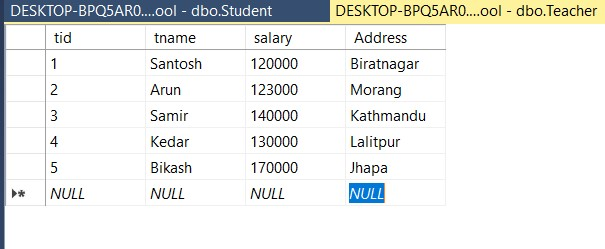 DESKTOP-BPQ5AR0....ool - dbo.Student DESKTOP-BPQ5AR0....ool - dbo.Teacher
tid tname salary Address
1 Santosh 120000 Biratnagar
2 Arun 123000 Morang
3 Samir 140000 Kathmandu
4 Kedar 130000 Lalitpur
5 Bikash 170000 Jhapa
NULL NULL NULL NULL